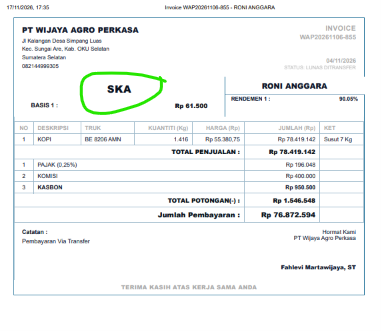 17/11/2026, 17:35 Invoice WAP20261106-855 - RONI ANGGARA
PT WIJAYA AGRO PERKASA INVOICE
Jl Kalangan Desa Simpang Luas WAP20261106-855
Kec. Sungai Are, Kab. OKU Selatan
Sumatera Selatan 04/11/2026
082144999305 STATUS: LUNAS DITRANSFER
SKA RONI ANGGARA
BASIS 1 : Rp 61.500 RENDEMEN 1 : 90.05%
NO DESKRIPSI TRUK KUANTITI (Kg) HARGA (Rp) JUMLAH (Rp) KET
1 KOPI BE 8206 AMN 1.416 Rp 55.380,75 Rp 78.419.142 Susut 7 Kg
TOTAL PENJUALAN : Rp 78.419.142
1 PAJAK (0.25%) Rp 196.048
2 KOMISI Rp 400.000
3 KASBON Rp 950.500
TOTAL POTONGAN(-) : Rp 1.546.548
Jumlah Pembayaran : Rp 76.872.594
Catatan : Hormat Kami
Pembayaran Via Transfer PT Wijaya Agro Perkasa
Fahlevi Martawijaya, ST
TERIMA KASIH ATAS KERJA SAMA ANDA